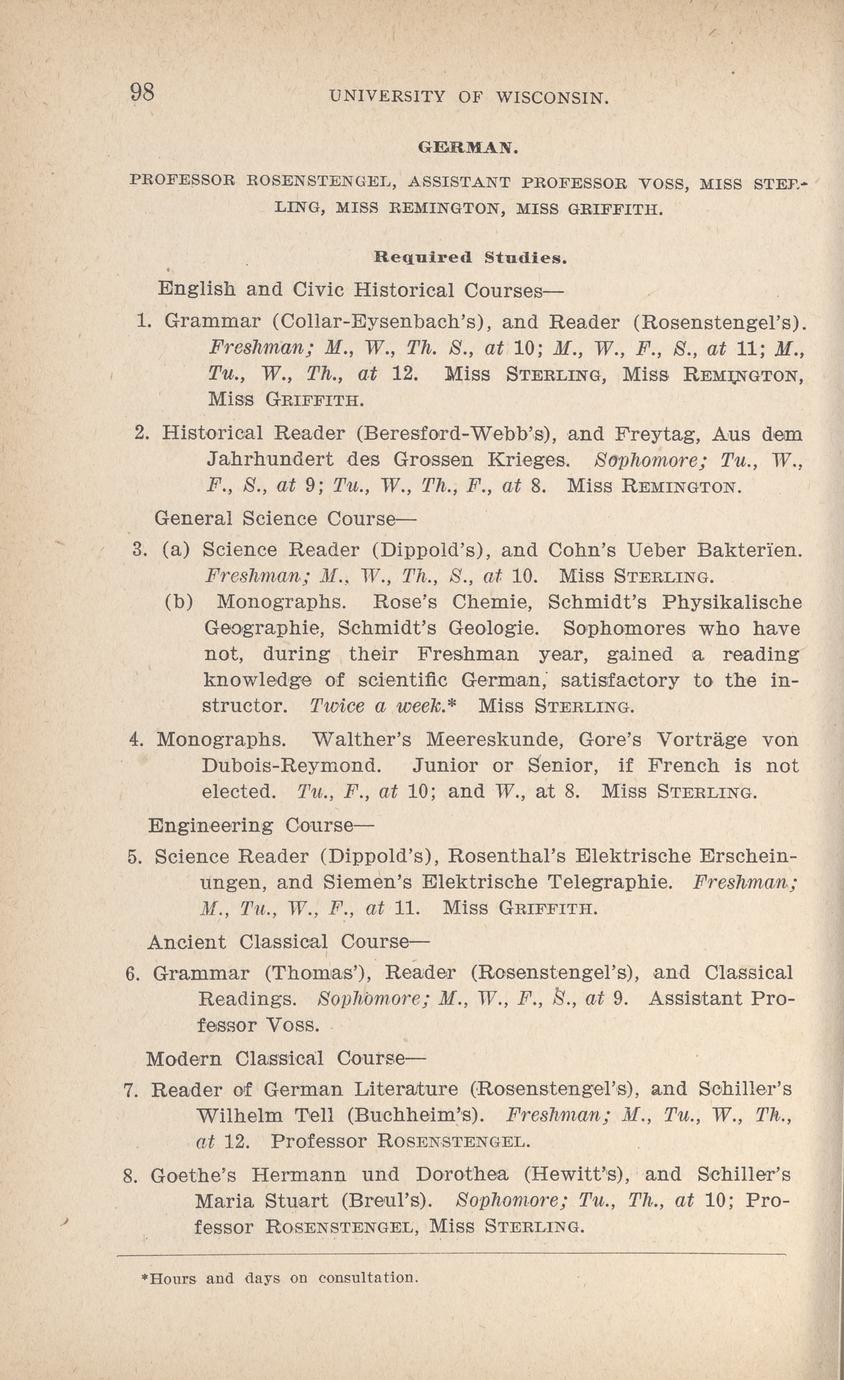 98
UNIVERSITY OF WISCONSIN.
GERMAN.
PROFESSOR ROSENSTENGEL, ASSISTANT PROFESSOR VOSS, MISS STER-
LING, MISS REMINGTON, MISS GRIFFITH.
Required Studies.
English and Civic Historical Courses—
1. Grammar (Collar-Eysenbach's), and Reader (Rosenstengel's).
Freshman; M., W., Th. S., at 10; M., W., F., S., at 11; M.,
Tu., W., Th., at 12. Miss STERLING, Miss REMINGTON,
Miss GRIFFITH.
2. Historical Reader (Beresford-Webb's), and Freytag, Aus dem
Jahrhundert des Grossen Krieges. Sophomore; Tu., W.,
F., S., at 9; Tu., W., Th., F., at 8. Miss REMINGTON.
General Science Course—
3. (a) Science Reader (Dippold's), and Cohn's Ueber Bakterïen.
Freshman; M., W., Th., S., at 10. Miss STERLING.
(b) Monographs. Rose's Chemie, Schmidt's Physikalische
Geographie, Schmidt's Geologie. Sophomores who have
not, during their Freshman year, gained a reading
knowledge of scientific German, satisfactory to the in-
structor. Twice a week.* Miss STERLING.
4. Monographs. Walther's Meereskunde, Gore's Vorträge von
Dubois-Reymond. Junior or Senior, if French is not
elected. Tu., F., at 10; and W., at 8. Miss STERLING.
Engineering Course—
5. Science Reader (Dippold's), Rosenthal's Elektrische Erschein-
ungen, and Siemen's Elektrische Telegraphie. Freshman;
M., Tu., W., F., at 11. Miss GRIFFITH.
Ancient Classical Course—
6. Grammar (Thomas'), Reader (Rosenstengel's), and Classical
Readings. Sophomore; M., W., F., S., at 9. Assistant Pro-
fessor Voss.
Modern Classical Course—
7. Reader of German Literature (Rosenstengel's), and Schiller's
Wilhelm Tell (Buchheim's). Freshman; M., Tu., W., Th.,
at 12. Professor ROSENSTENGEL.
8. Goethe's Hermann und Dorothea (Hewitt's), and Schiller's
Maria Stuart (Breul's). Sophomore; Tu., Th., at 10; Pro-
fessor ROSENSTENGEL, Miss STERLING.
*Hours and days on consultation.